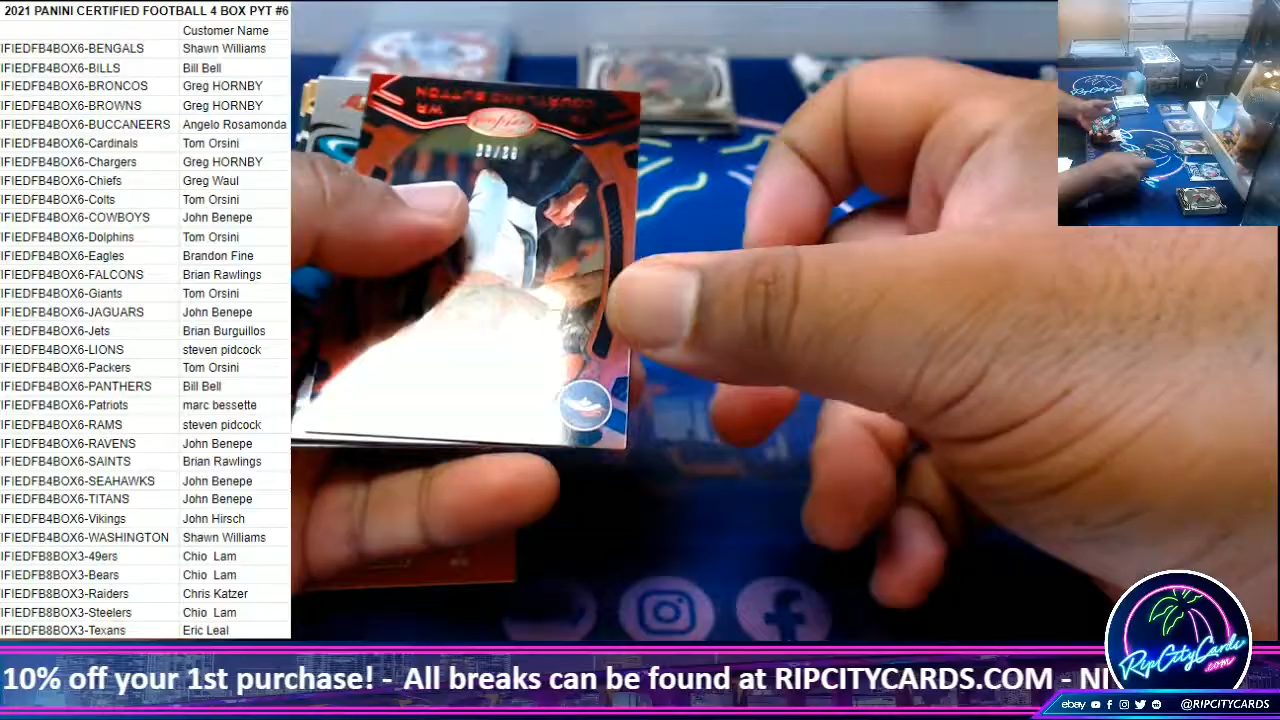 2021 PANINI CERTIFIED FOOTBALL 4 BOX PYT #6
Customer Name
IFIEDFB4BOX6-BENGALS Shawn Williams
IFIEDFB4BOX6-BILLS Bill Bell
IFIEDFB4BOX6-BRONCOS Greg HORNBY
IFIEDFB4BOX6-BROWNS Greg HORNBY
IFIEDFB4BOX6-BUCCANEERS Angelo Rosamonda
IFIEDFB4BOX6-Cardinals Tom Orsini
IFIEDFB4BOX6-Chargers Greg HORNBY
IFIEDFB4BOX6-Chiefs Greg Waul
IFIEDFB4BOX6-Colts Tom Orsini
IFIEDFB4BOX6-COWBOYS John Benepe
IFIEDFB4BOX6-Dolphins Tom Orsini
IFIEDFB4BOX6-Eagles Brandon Fine
IFIEDFB4BOX6-FALCONS Brian Rawlings
IFIEDFB4BOX6-Giants Tom Orsini
IFIEDFB4BOX6-JAGUARS John Benepe
IFIEDFB4BOX6-Jets Brian Burguillos
IFIEDFB4BOX6-LIONS steven pidcock
IFIEDFB4BOX6-Packers Tom Orsini
IFIEDFB4BOX6-PANTHERS Bill Bell
IFIEDFB4BOX6-Patriots marc bessette
IFIEDFB4BOX6-RAMS steven pidcock
IFIEDFB4BOX6-RAVENS John Benepe
IFIEDFB4BOX6-SAINTS Brian Rawlings
IFIEDFB4BOX6-SEAHAWKS John Benepe
IFIEDFB4BOX6-TITANS John Benepe
IFIEDFB4BOX6-Vikings John Hirsch
IFIEDFB4BOX6-WASHINGTON Shawn Williams
IFIEDFB8BOX3-49ers Chio Lam
IFIEDFB8BOX3-Bears Chio Lam
IFIEDFB8BOX3-Raiders Chris Katzer
IFIEDFB8BOX3-Steelers Chio Lam
IFIEDFB8BOX3-Texans Eric Leal
COURTLAND SUTTON
WR
Certified
10% off your 1st purchase! - All breaks can be found at RIPCITYCARDS.COM - NI
RipCityCards
.com
ebay @RIPCITYCARDS